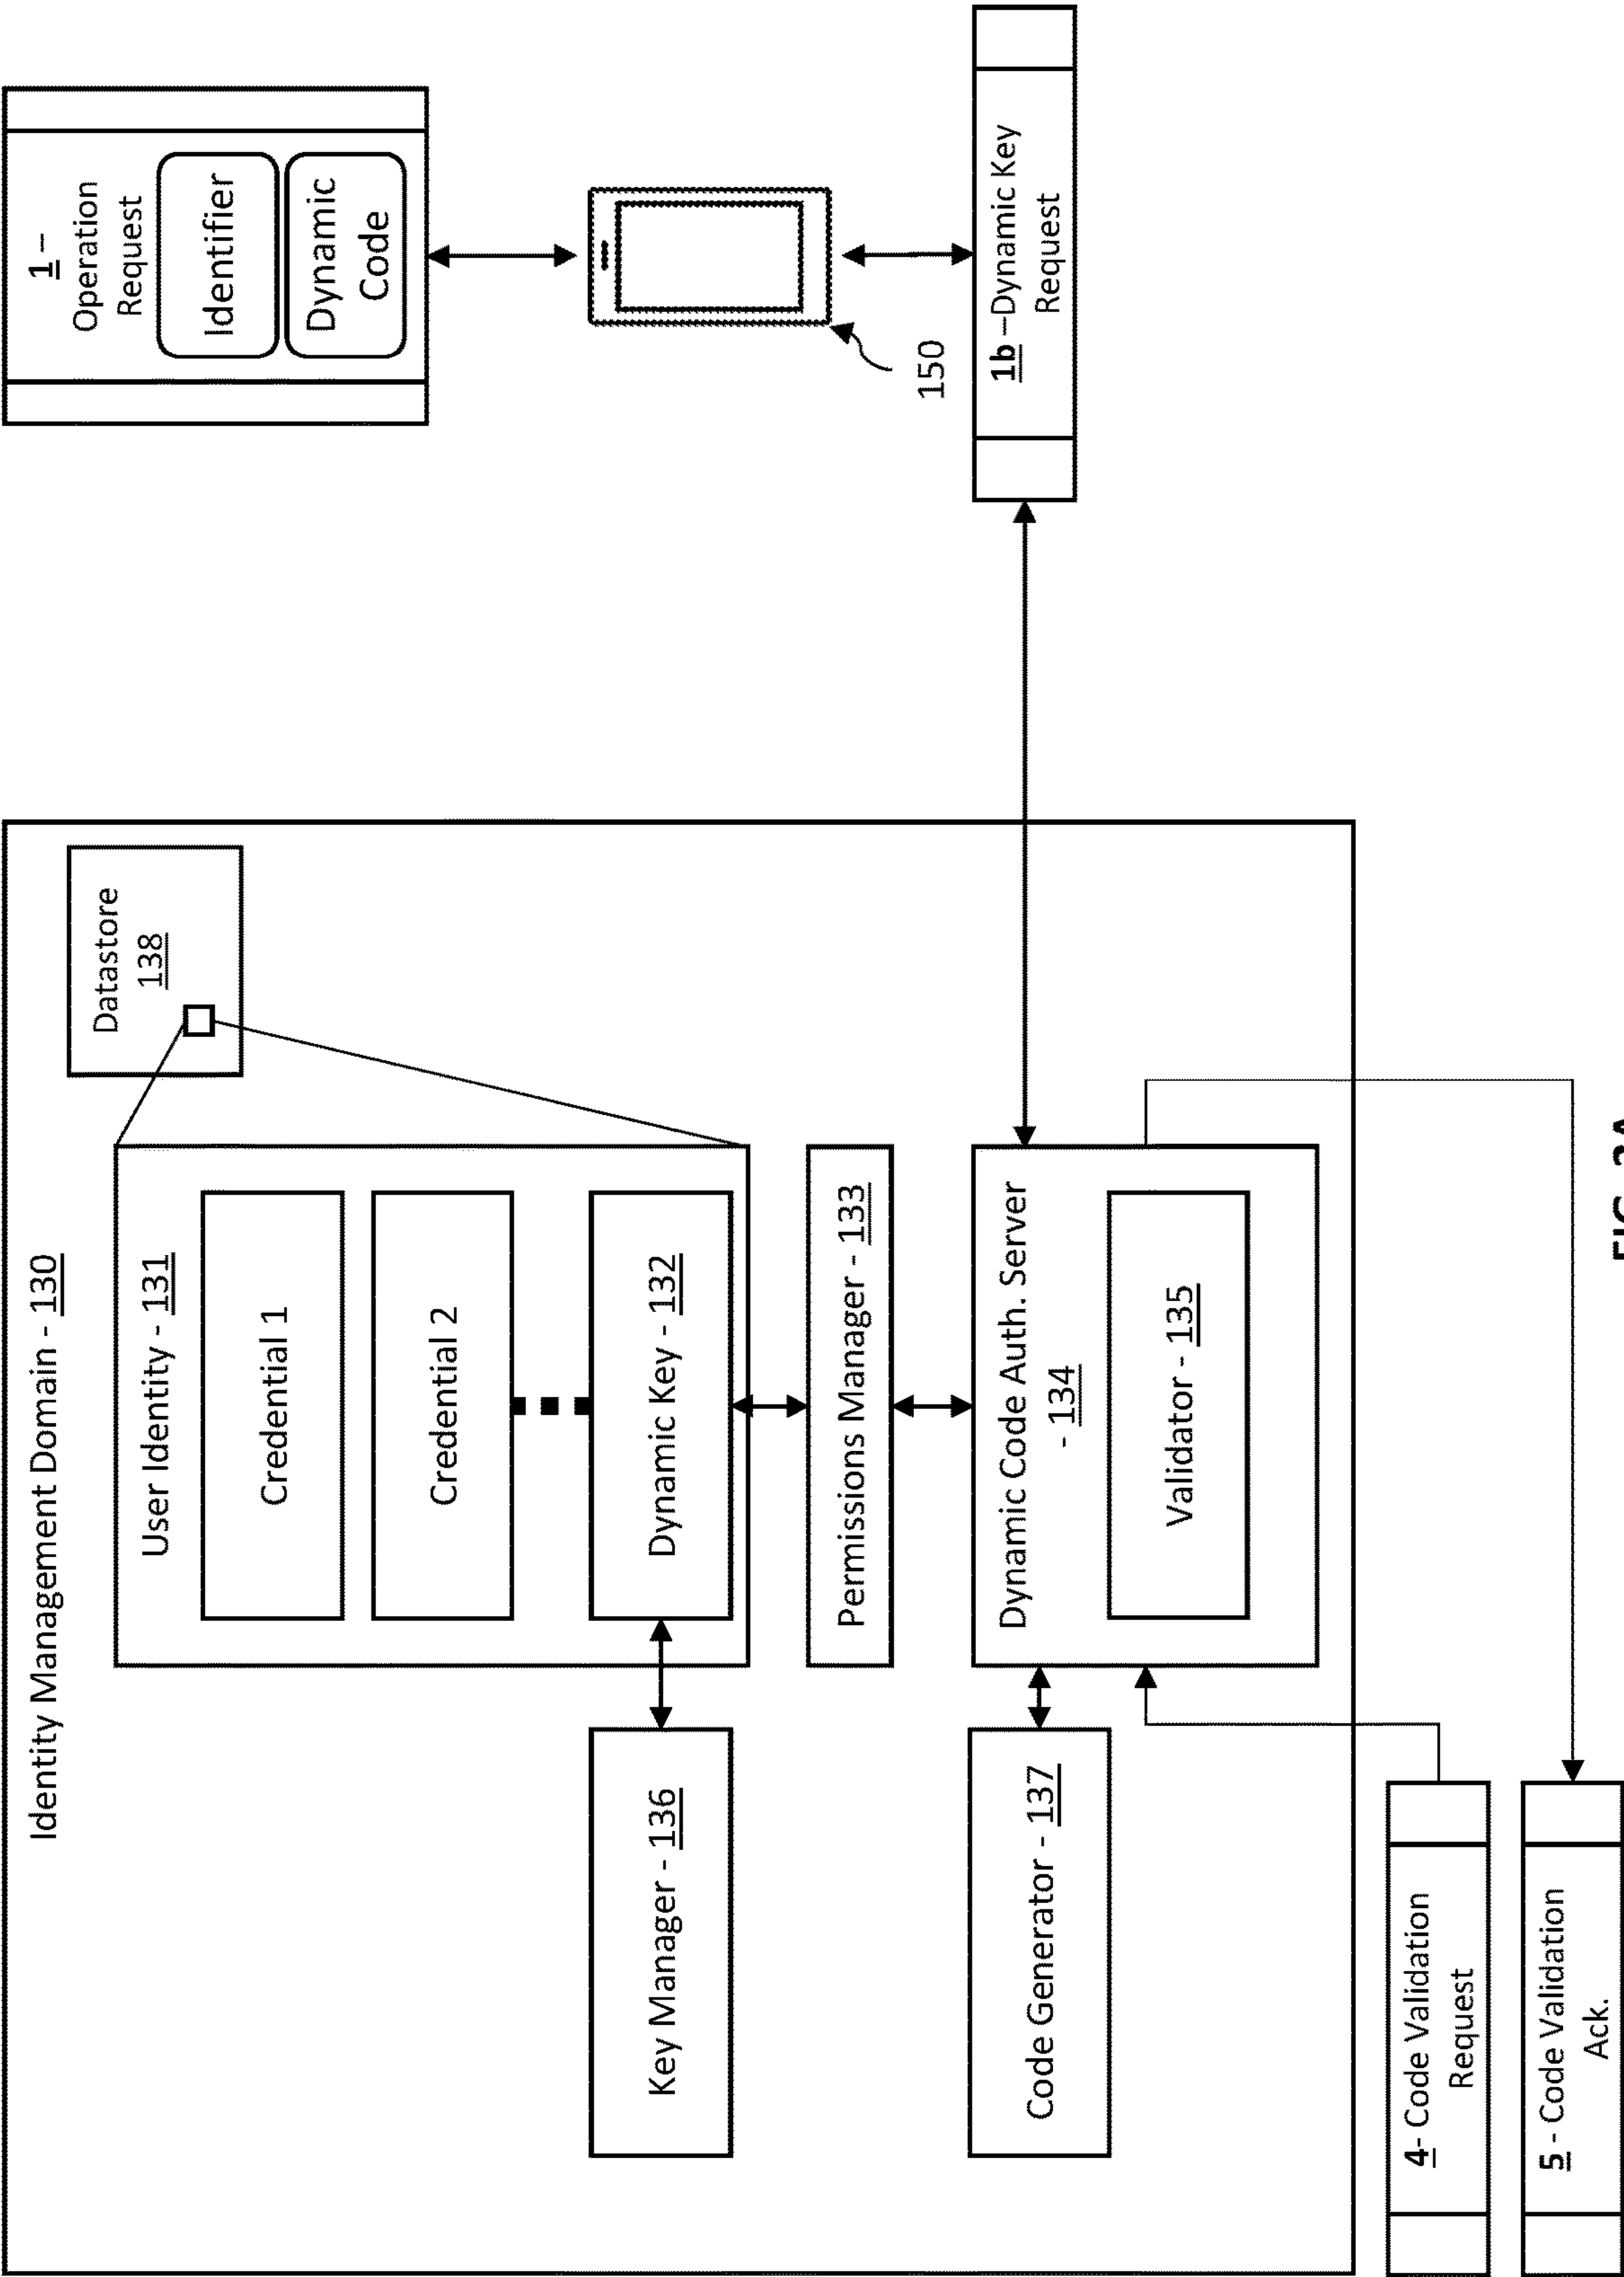 Identity Management Domain - 130
User Identity - 131
Credential 1
Credential 2
Dynamic Key - 132
Datastore
138
Key Manager - 136
Permissions Manager - 133
Dynamic Code Auth. Server
- 134
Validator - 135
Code Generator - 137
1 –
Operation
Request
Identifier
Dynamic
Code
150
1b –Dynamic Key
Request
4- Code Validation
Request
5 - Code Validation
Ack.